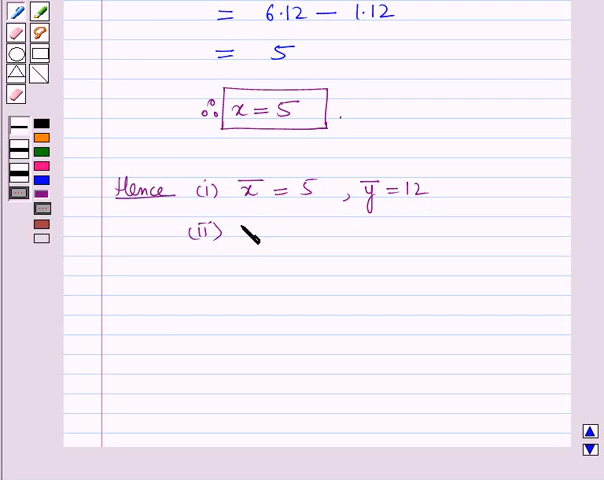 = 6·12 − 1·12
= 5
∴ x = 5 .
Hence (i) x̅ = 5 , y̅ = 12
(ii)